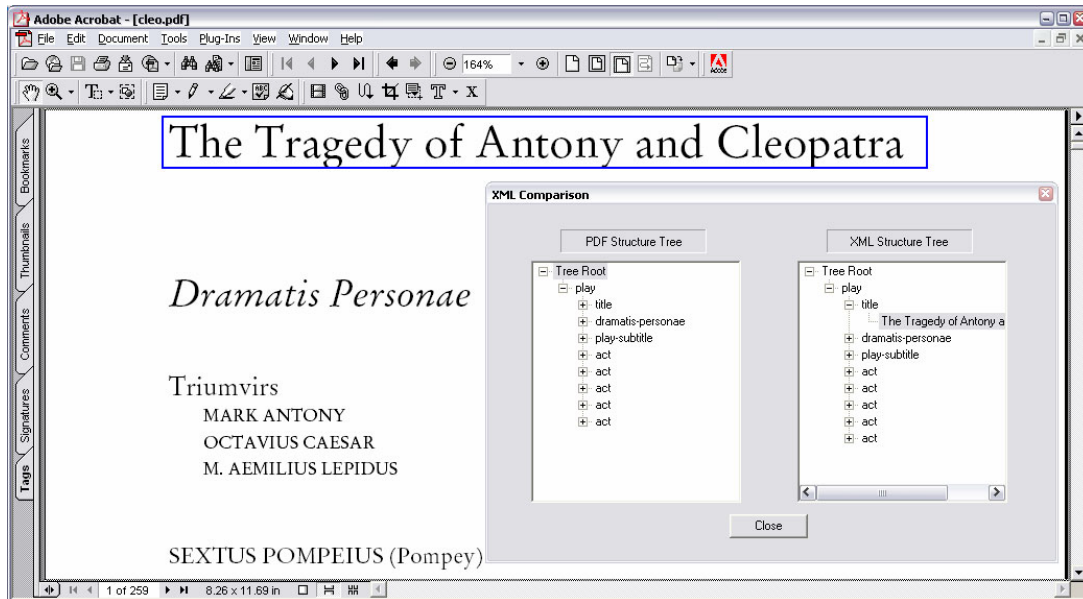 Adobe Acrobat - [cleo.pdf]
File Edit Document Tools Plug-Ins View Window Help
164%
Adobe
Bookmarks
Thumbnails
Comments
Signatures
Tags
The Tragedy of Antony and Cleopatra
Dramatis Personae
Triumvirs
MARK ANTONY
OCTAVIUS CAESAR
M. AEMILIUS LEPIDUS
SEXTUS POMPEIUS (Pompey)
XML Comparison
PDF Structure Tree
Tree Root
play
title
dramatis-personae
play-subtitle
act
act
act
act
act
XML Structure Tree
Tree Root
play
title
The Tragedy of Antony a
dramatis-personae
play-subtitle
act
act
act
act
act
Close
1 of 259 8.26 x 11.69 in